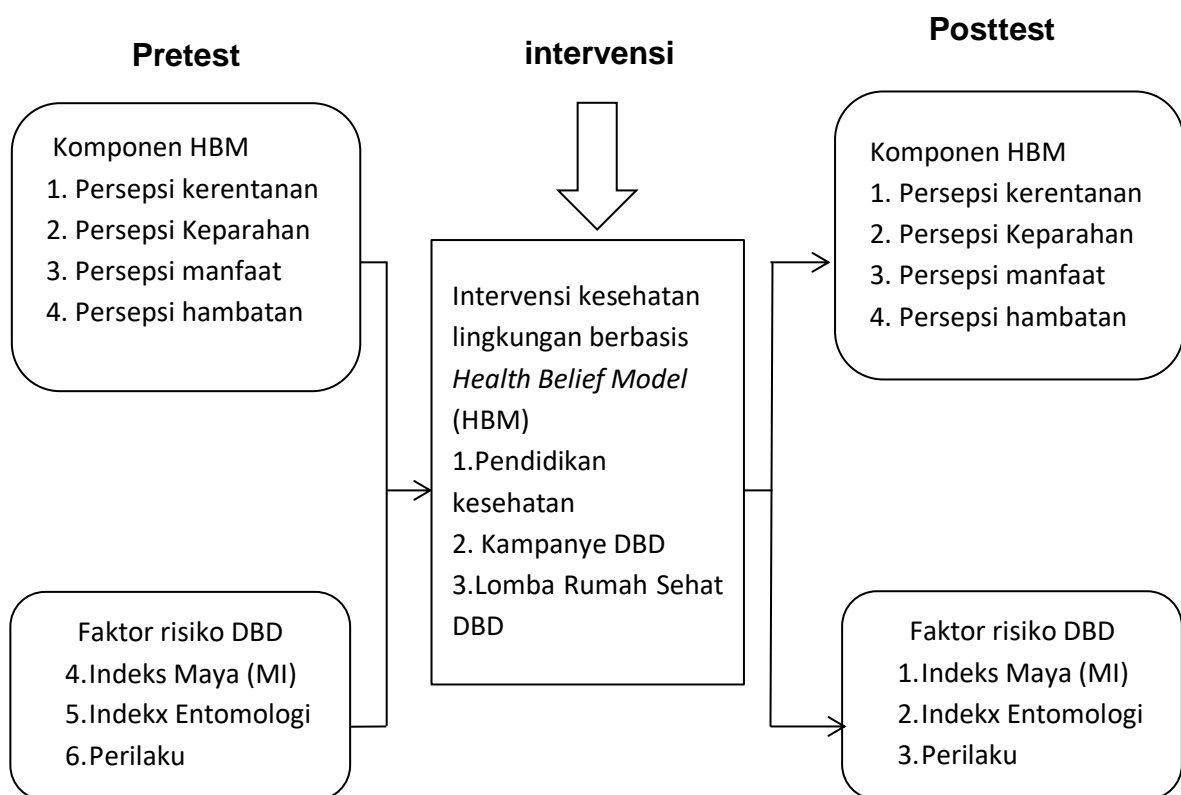 Pretest
intervensi
Posttest
Komponen HBM
1. Persepsi kerentanan
2. Persepsi Keparahan
3. Persepsi manfaat
4. Persepsi hambatan
Faktor risiko DBD
4.Indeks Maya (MI)
5.Indekx Entomologi
6.Perilaku
Intervensi kesehatan
lingkungan berbasis
Health Belief Model
(HBM)
1.Pendidikan
kesehatan
2. Kampanye DBD
3.Lomba Rumah Sehat
DBD
Komponen HBM
1. Persepsi kerentanan
2. Persepsi Keparahan
3. Persepsi manfaat
4. Persepsi hambatan
Faktor risiko DBD
1.Indeks Maya (MI)
2.Indekx Entomologi
3.Perilaku